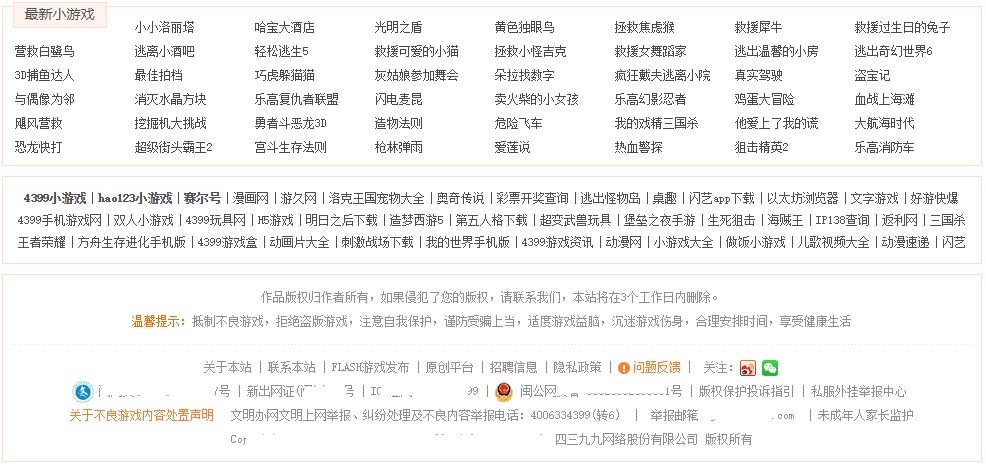 最新小游戏
小小洛丽塔 哈宝大酒店 光明之盾 黄色独眼鸟 拯救焦虑猴 救援犀牛 救援过生日的兔子
营救白鹭鸟 逃离小酒吧 轻松逃生5 救援可爱的小猫 拯救小怪吉克 救援女舞蹈家 逃出温馨的小房 逃出奇幻世界6
3D捕鱼达人 最佳拍档 巧虎躲猫猫 灰姑娘参加舞会 朵拉找数字 疯狂戴夫逃离小院 真实驾驶 盗宝记
与偶像为邻 消灭水晶方块 乐高复仇者联盟 闪电麦昆 卖火柴的小女孩 乐高幻影忍者 鸡蛋大冒险 血战上海滩
飓风营救 挖掘机大挑战 勇者斗恶龙3D 造物法则 危险飞车 我的戏精三国杀 他爱上了我的谎 大航海时代
恐龙快打 超级街头霸王2 宫斗生存法则 枪林弹雨 爱莲说 热血警探 狙击精英2 乐高消防车
4399小游戏 | hao123小游戏 | 赛尔号 | 漫画网 | 游久网 | 洛克王国宠物大全 | 奥奇传说 | 彩票开奖查询 | 逃出怪物岛 | 桌趣 | 闪艺app下载 | 以太坊浏览器 | 文字游戏 | 好游快爆
4399手机游戏网 | 双人小游戏 | 4399玩具网 | H5游戏 | 明日之后下载 | 造梦西游5 | 第五人格下载 | 超变武兽玩具 | 堡垒之夜手游 | 生死狙击 | 海贼王 | IP138查询 | 返利网 | 三国杀
王者荣耀 | 方舟生存进化手机版 | 4399游戏盒 | 动画片大全 | 刺激战场下载 | 我的世界手机版 | 4399游戏资讯 | 动漫网 | 小游戏大全 | 做饭小游戏 | 儿歌视频大全 | 动漫速递 | 闪艺
作品版权归作者所有，如果侵犯了您的版权，请联系我们，本站将在3个工作日内删除。
温馨提示：抵制不良游戏，拒绝盗版游戏，注意自我保护，谨防受骗上当，适度游戏益脑，沉迷游戏伤身，合理安排时间，享受健康生活
关于本站 | 联系本站 | FLASH游戏发布 | 原创平台 | 招聘信息 | 隐私政策 | 问题反馈 | 关注：
号 | 新出网证( 号 | 99 | 闽公网 1号 | 版权保护投诉指引 | 私服外挂举报中心
关于不良游戏内容处置声明 文明办网文明上网举报、纠纷处理及不良内容举报电话：4006334399(转6) | 举报邮箱 .com | 未成年人家长监护
Cop 四三九九网络股份有限公司 版权所有